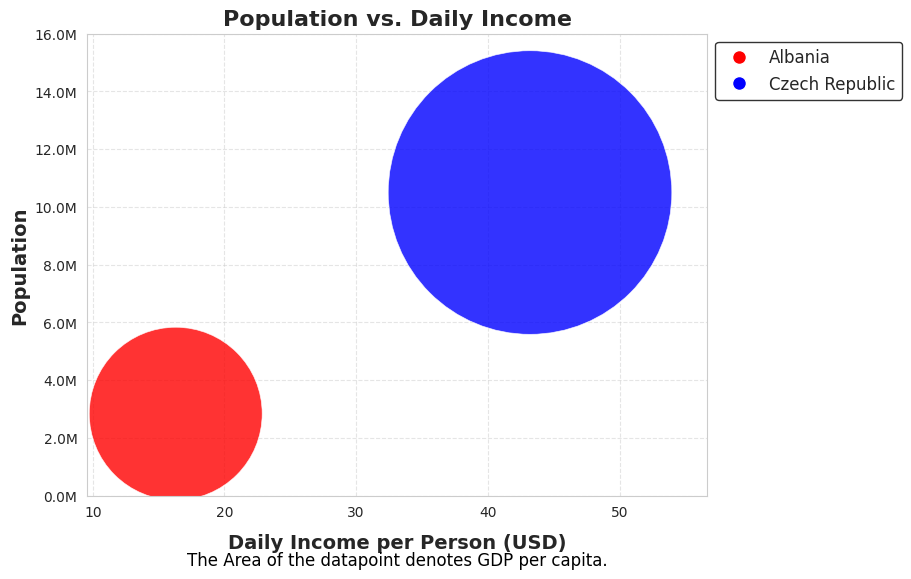 Population vs. Daily Income
16.0M
14.0M
12.0M
10.0M
8.0M
6.0M
4.0M
2.0M
0.0M
Population
10
20
30
40
50
Daily Income per Person (USD)
The Area of the datapoint denotes GDP per capita.
Albania
Czech Republic